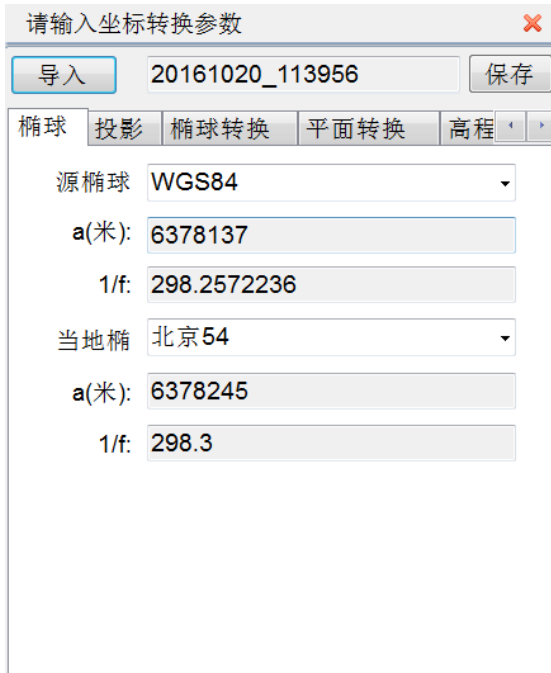 请输入坐标转换参数
导入 20161020_113956 保存
椭球 投影 椭球转换 平面转换 高程
源椭球 WGS84
a(米): 6378137
1/f: 298.2572236
当地椭 北京54
a(米): 6378245
1/f: 298.3